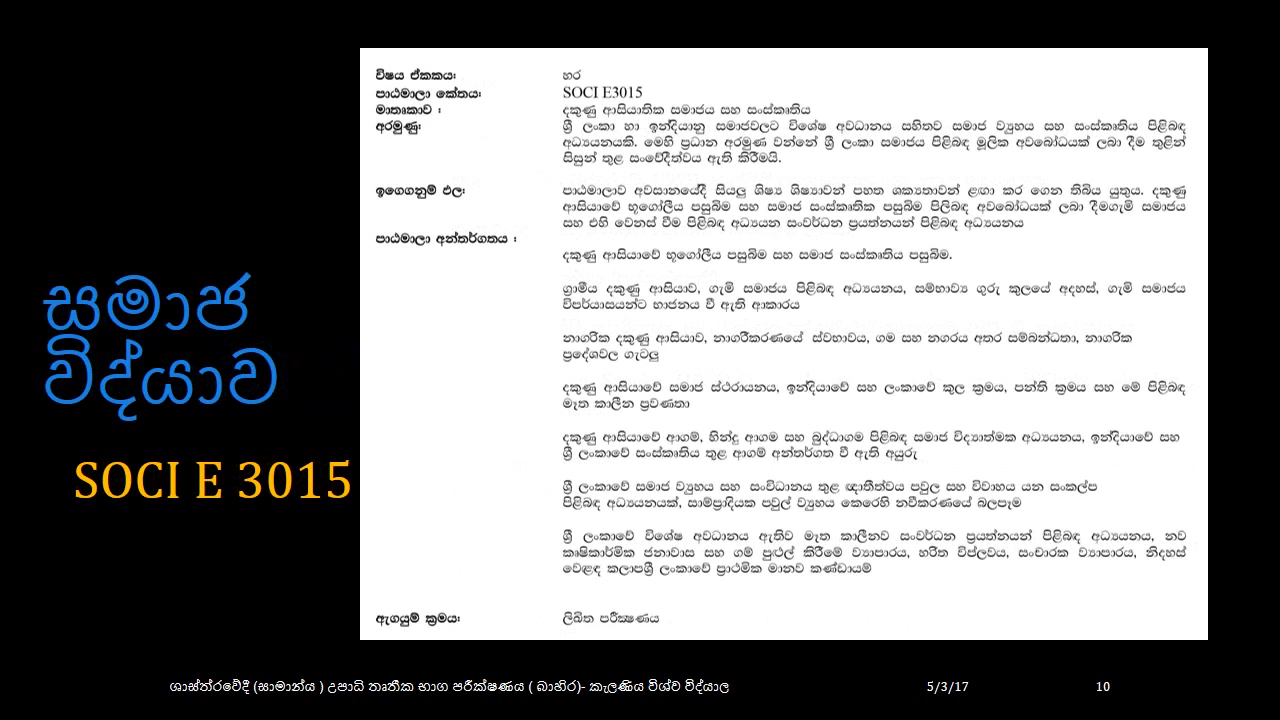 සමාජ
විද්යාව
SOCI E 3015
විෂය ඒකකය: හර
පාඨමාලා කේතය: SOCI E3015
මාතෘකාව : දකුණු ආසියාතික සමාජය සහ සංස්කෘතිය
අරමුණු: ශ්‍රී ලංකා හා ඉන්දියානු සමාජවලට විශේෂ අවධානය සහිතව සමාජ ව්‍යුහය සහ සංස්කෘතිය පිළිබඳ
අධ්‍යයනයකි. මෙහි ප්‍රධාන අරමුණ වන්නේ ශ්‍රී ලංකා සමාජය පිළිබඳ මූලික අවබෝධයක් ලබා දීම තුළින්
සිසුන් තුළ සංවේදීත්වය ඇති කිරීමයි.
ඉගෙගනුම් ඵල: පාඨමාලාව අවසානයේදී සියලු ශිෂ්‍ය ශිෂ්‍යාවන් පහත ශක්‍යතාවන් ළඟා කර ගෙන තිබිය යුතුය. දකුණු
ආසියාවේ භූගෝලීය පසුබිම සහ සමාජ සංස්කෘතික පසුබිම පිලිබඳ අවබෝධයක් ලබා දීමගැමි සමාජය
සහ එහි වෙනස් වීම පිළිබඳ අධ්‍යයන සංවර්ධන ප්‍රයත්නයන් පිළිබඳ අධ්‍යයනය
පාඨමාලා අන්තර්ගතය :
දකුණු ආසියාවේ භූගෝලීය පසුබිම සහ සමාජ සංස්කෘතිය පසුබිම.
ග්‍රාමීය දකුණු ආසියාව, ගැමි සමාජය පිළිබඳ අධ්‍යයනය, සම්භාව්‍ය ගුරු කුලයේ අදහස්, ගැමි සමාජය
විපර්යාසයන්ට භාජනය වී ඇති ආකාරය
නාගරික දකුණු ආසියාව, නාගරීකරණයේ ස්වභාවය, ගම සහ නගරය අතර සම්බන්ධතා, නාගරික
ප්‍රදේශවල ගැටලු
දකුණු ආසියාවේ සමාජ ස්ථරායනය, ඉන්දියාවේ සහ ලංකාවේ කුල ක්‍රමය, පන්ති ක්‍රමය සහ මේ පිළිබඳ
මෑත කාලීන ප්‍රවණතා
දකුණු ආසියාවේ ආගම්, හින්දු ආගම සහ බුද්ධාගම පිළිබඳ සමාජ විද්‍යාත්මක අධ්‍යයනය, ඉන්දියාවේ සහ
ශ්‍රී ලංකාවේ සංස්කෘතිය තුළ ආගම් අන්තර්ගත වී ඇති අයුරු
ශ්‍රී ලංකාවේ සමාජ ව්‍යුහය සහ සංවිධානය තුළ ඥාතීත්වය පවුල සහ විවාහය යන සංකල්ප
පිළිබඳ අධ්‍යයනයක්, සාම්ප්‍රාදියක පවුල් ව්‍යුහය කෙරෙහි නවීකරණයේ බලපෑම
ශ්‍රී ලංකාවේ විශේෂ අවධානය ඇතිව මෑත කාලීනව සංවර්ධන ප්‍රයත්නයන් පිළිබඳ අධ්‍යයනය, නව
කෘෂිකාර්මික ජනාවාස සහ ගම් පුළුල් කිරීමේ ව්‍යාපාරය, හරිත විප්ලවය, සංචාරක ව්‍යාපාරය, නිදහස්
වෙළඳ කලාපශ්‍රී ලංකාවේ ප්‍රාථමික මානව කණ්ඩායම්
ඇගයුම් ක්‍රමය: ලිඛිත පරීක්‍ෂණය
ශාස්ත්රවේදී (සාමාන්ය ) උපාධි තෘතීක භාග පරීක්ෂණය ( බාහිර)- කැලණිය විශ්ව විද්යාල 5/3/17 10